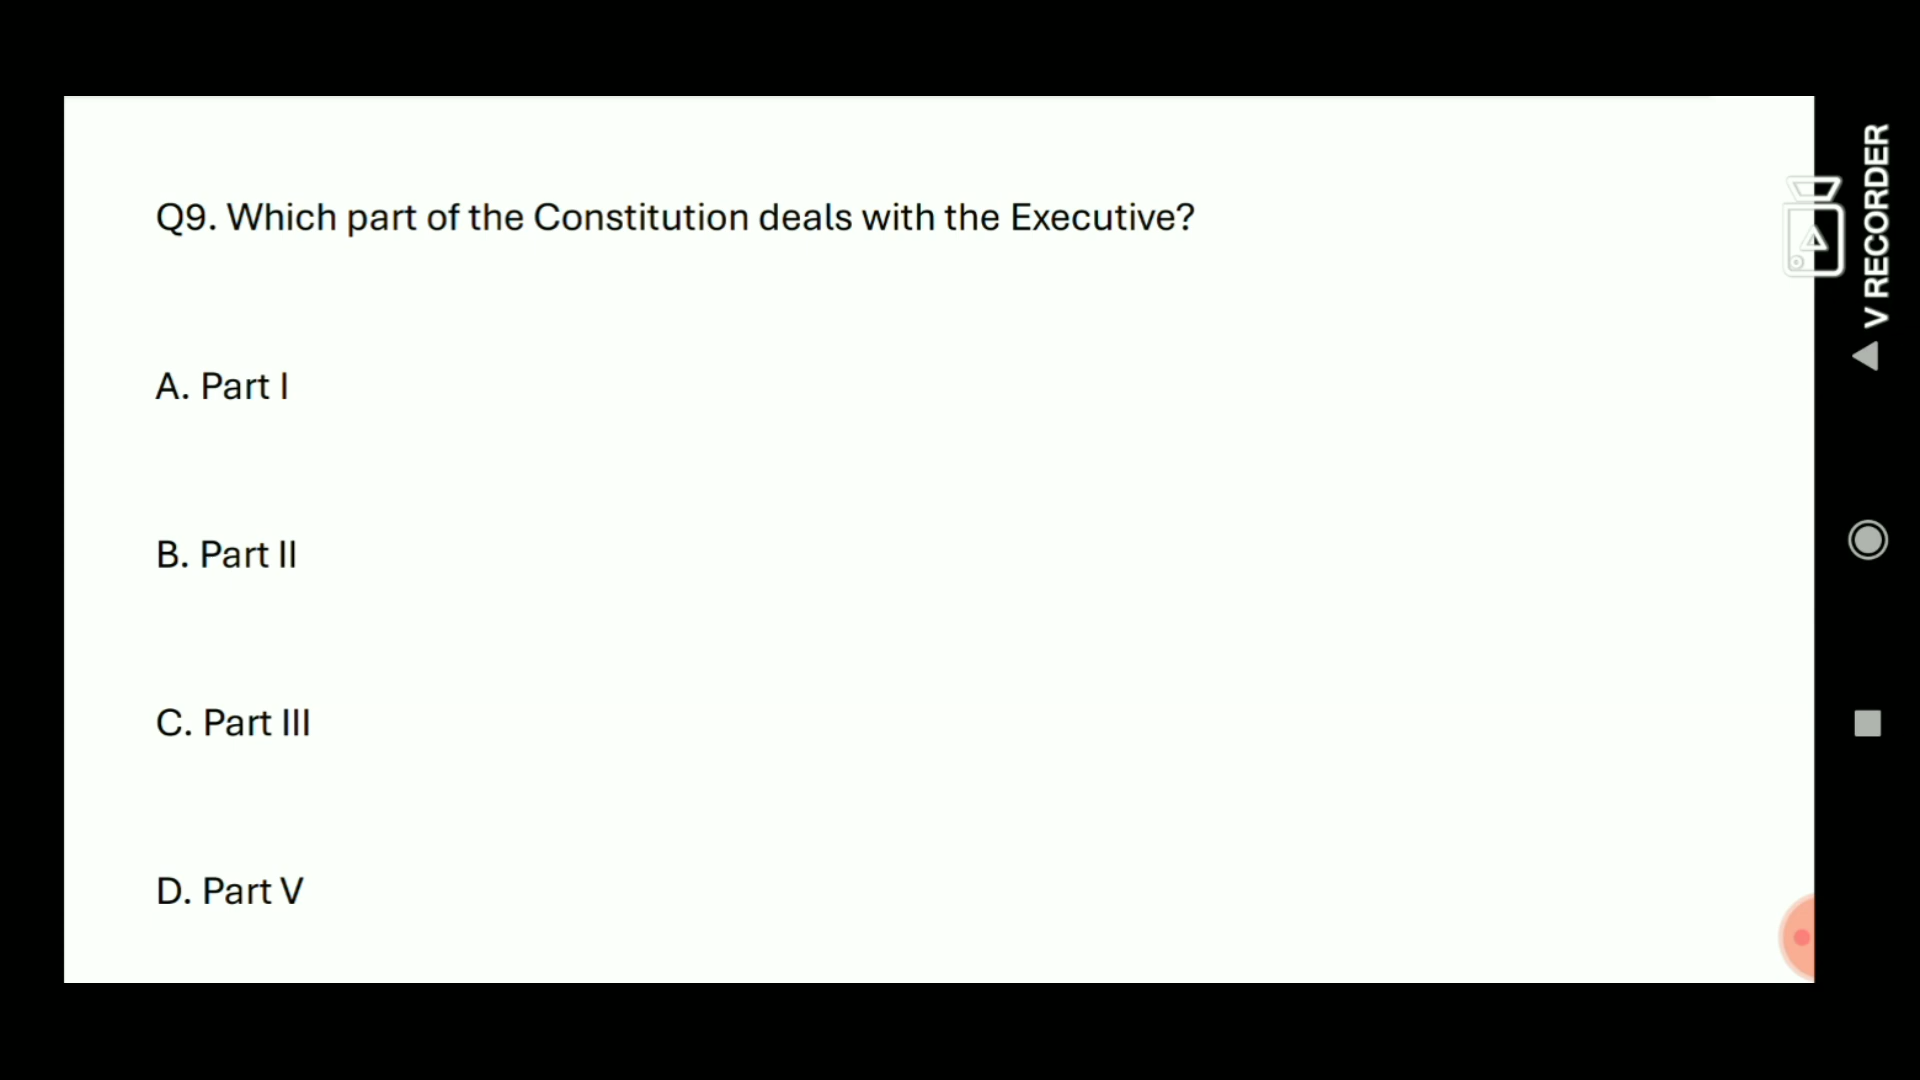 Q9. Which part of the Constitution deals with the Executive?
A. Part I
B. Part II
C. Part III
D. Part V
V RECORDER